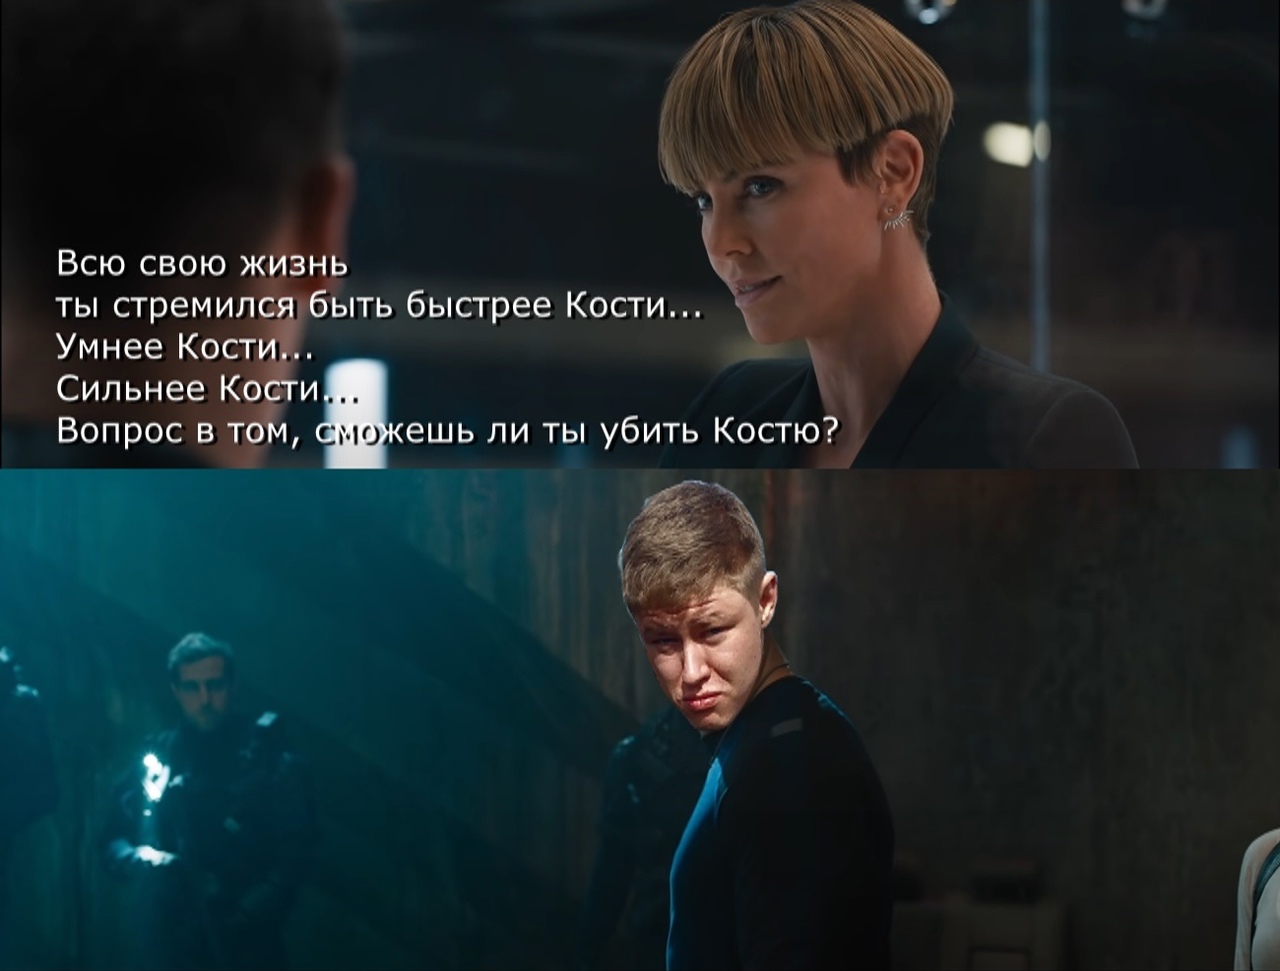 Всю свою жизнь
ты стремился быть быстрее Кости...
Умнее Кости...
Сильнее Кости...
Вопрос в том, сможешь ли ты убить Костю?